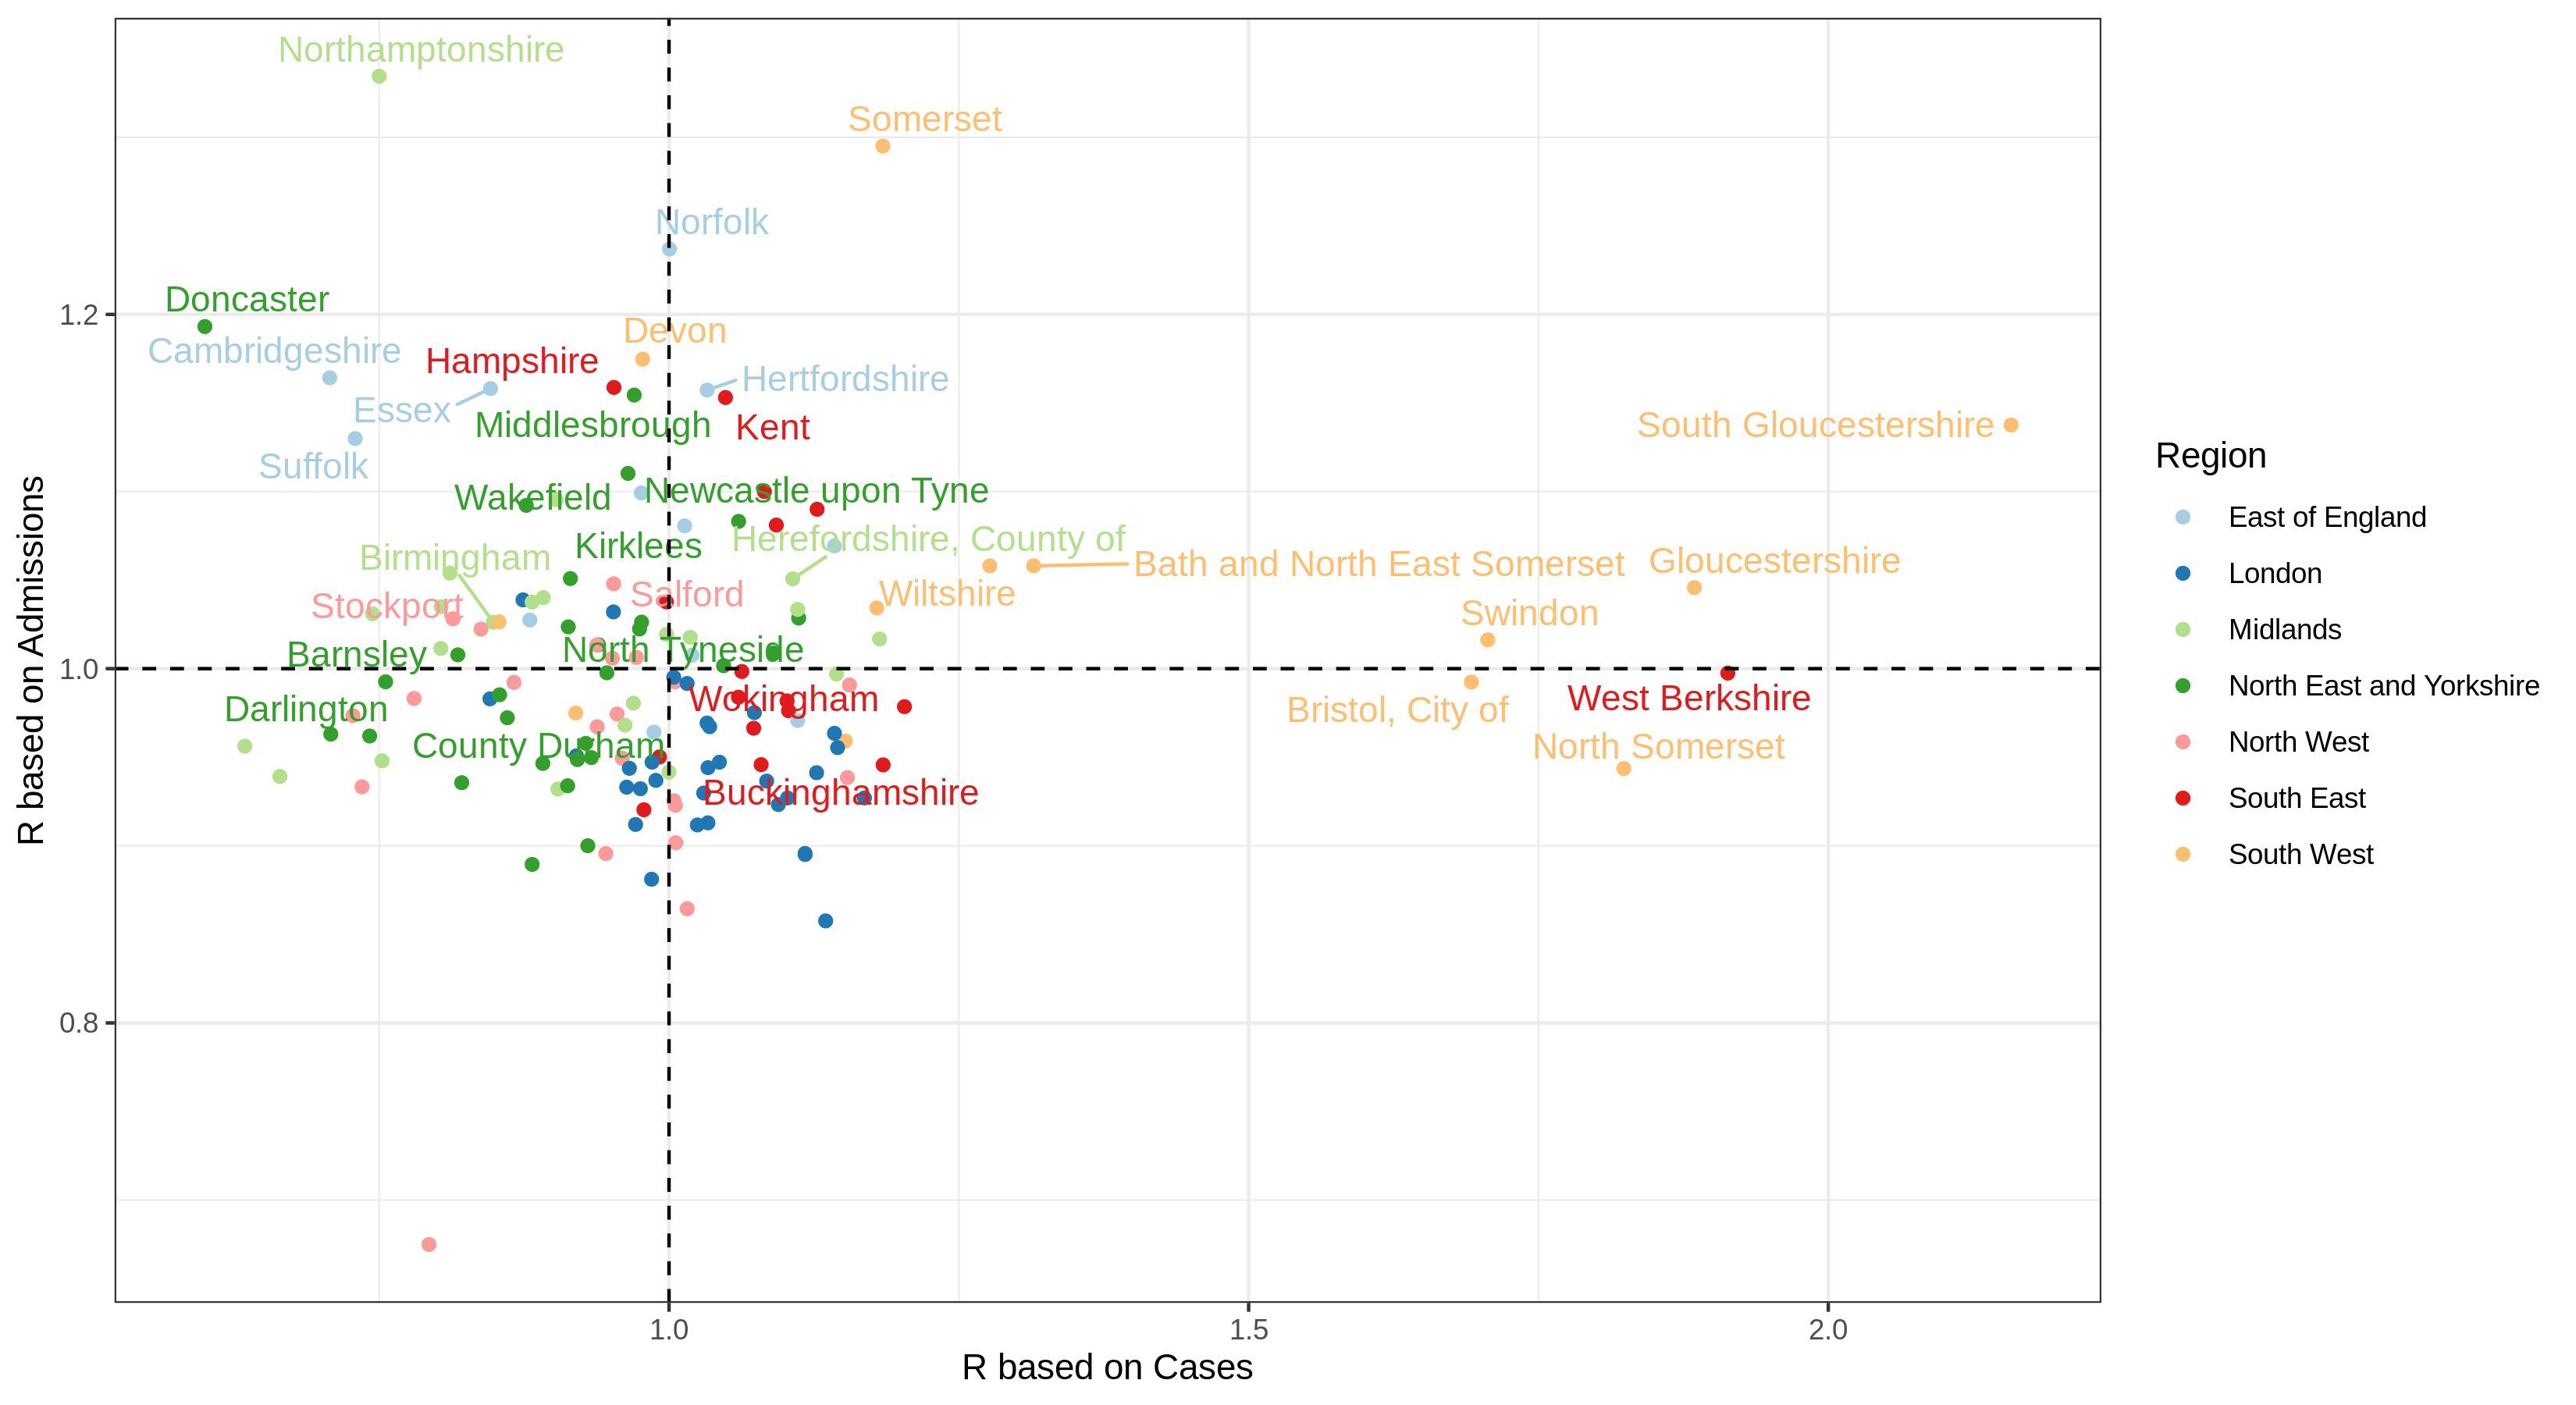 Northamptonshire
Somerset
Norfolk
Doncaster
Devon
Cambridgeshire
Hampshire
Hertfordshire
Essex
Middlesbrough
Kent
South Gloucestershire
Suffolk
Wakefield
Newcastle upon Tyne
Kirklees
Herefordshire, County of
Birmingham
Bath and North East Somerset
Gloucestershire
Stockport
Salford
Wiltshire
Swindon
Barnsley
North Tyneside
Darlington
Wokingham
Bristol, City of
West Berkshire
County Durham
North Somerset
Buckinghamshire
1.2
1.0
0.8
R based on Admissions
1.0
1.5
2.0
R based on Cases
Region
East of England
London
Midlands
North East and Yorkshire
North West
South East
South West